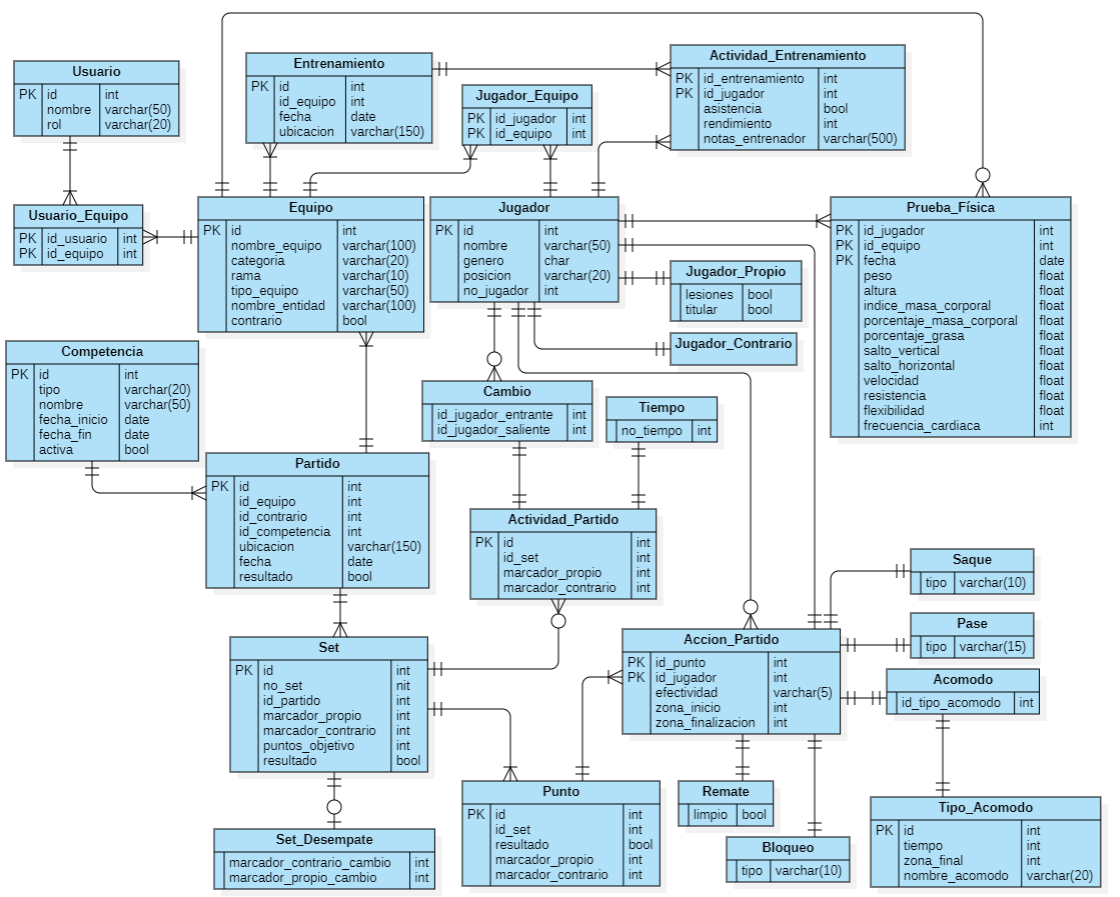 Usuario
PK id int
nombre varchar(50)
rol varchar(20)
Entrenamiento
PK id int
id_equipo int
fecha date
ubicacion varchar(150)
Jugador_Equipo
PK id_jugador int
PK id_equipo int
Actividad_Entrenamiento
PK id_entrenamiento int
PK id_jugador int
asistencia bool
rendimiento int
notas_entrenador varchar(500)
Usuario_Equipo
PK id_usuario int
PK id_equipo int
Equipo
PK id int
nombre_equipo varchar(100)
categoria varchar(20)
rama varchar(10)
tipo_equipo varchar(50)
nombre_entidad varchar(100)
contrario bool
Jugador
PK id int
nombre varchar(50)
genero char
posicion varchar(20)
no_jugador int
Prueba_Física
PK id_jugador int
PK id_equipo int
PK fecha date
peso float
altura float
indice_masa_corporal float
porcentaje_masa_corporal float
porcentaje_grasa float
salto_vertical float
salto_horizontal float
velocidad float
resistencia float
flexibilidad float
frecuencia_cardiaca int
Jugador_Propio
lesiones bool
titular bool
Jugador_Contrario
Competencia
PK id int
tipo varchar(20)
nombre varchar(50)
fecha_inicio date
fecha_fin date
activa bool
Cambio
id_jugador_entrante int
id_jugador_saliente int
Tiempo
no_tiempo int
Partido
PK id int
id_equipo int
id_contrario int
id_competencia int
ubicacion varchar(150)
fecha date
resultado bool
Actividad_Partido
PK id int
id_set int
marcador_propio int
marcador_contrario int
Saque
tipo varchar(10)
Pase
tipo varchar(15)
Set
PK id int
no_set nit
id_partido int
marcador_propio int
marcador_contrario int
puntos_objetivo int
resultado bool
Accion_Partido
PK id_punto int
PK id_jugador int
efectividad varchar(5)
zona_inicio int
zona_finalizacion int
Acomodo
id_tipo_acomodo int
Set_Desempate
marcador_contrario_cambio int
marcador_propio_cambio int
Punto
PK id int
id_set int
resultado bool
marcador_propio int
marcador_contrario int
Remate
limpio bool
Bloqueo
tipo varchar(10)
Tipo_Acomodo
PK id int
tiempo int
zona_final int
nombre_acomodo varchar(20)